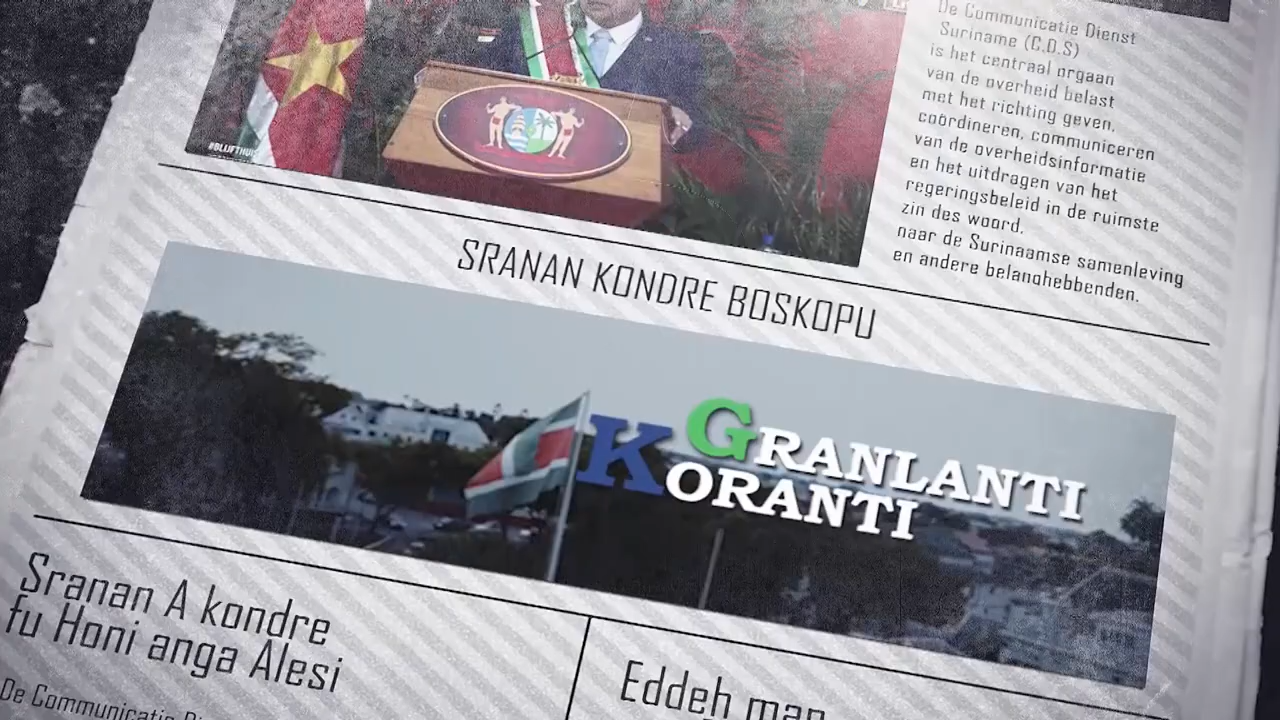 De Communicatie Dienst
Suriname (C.D.S)
is het centraal orgaan
van de overheid belast
met het richting geven,
coördineren, communiceren
van de overheidsinformatie
en het uitdragen van het
regeringsbeleid in de ruimste
zin des woord.
naar de Surinaamse samenleving
en andere belanghebbenden.
SRANAN KONDRE BOSKOPU
GRANLANTI
KORANTI
Sranan A kondre
fu Honi anga Alesi
De Communicatie
Eddeh man